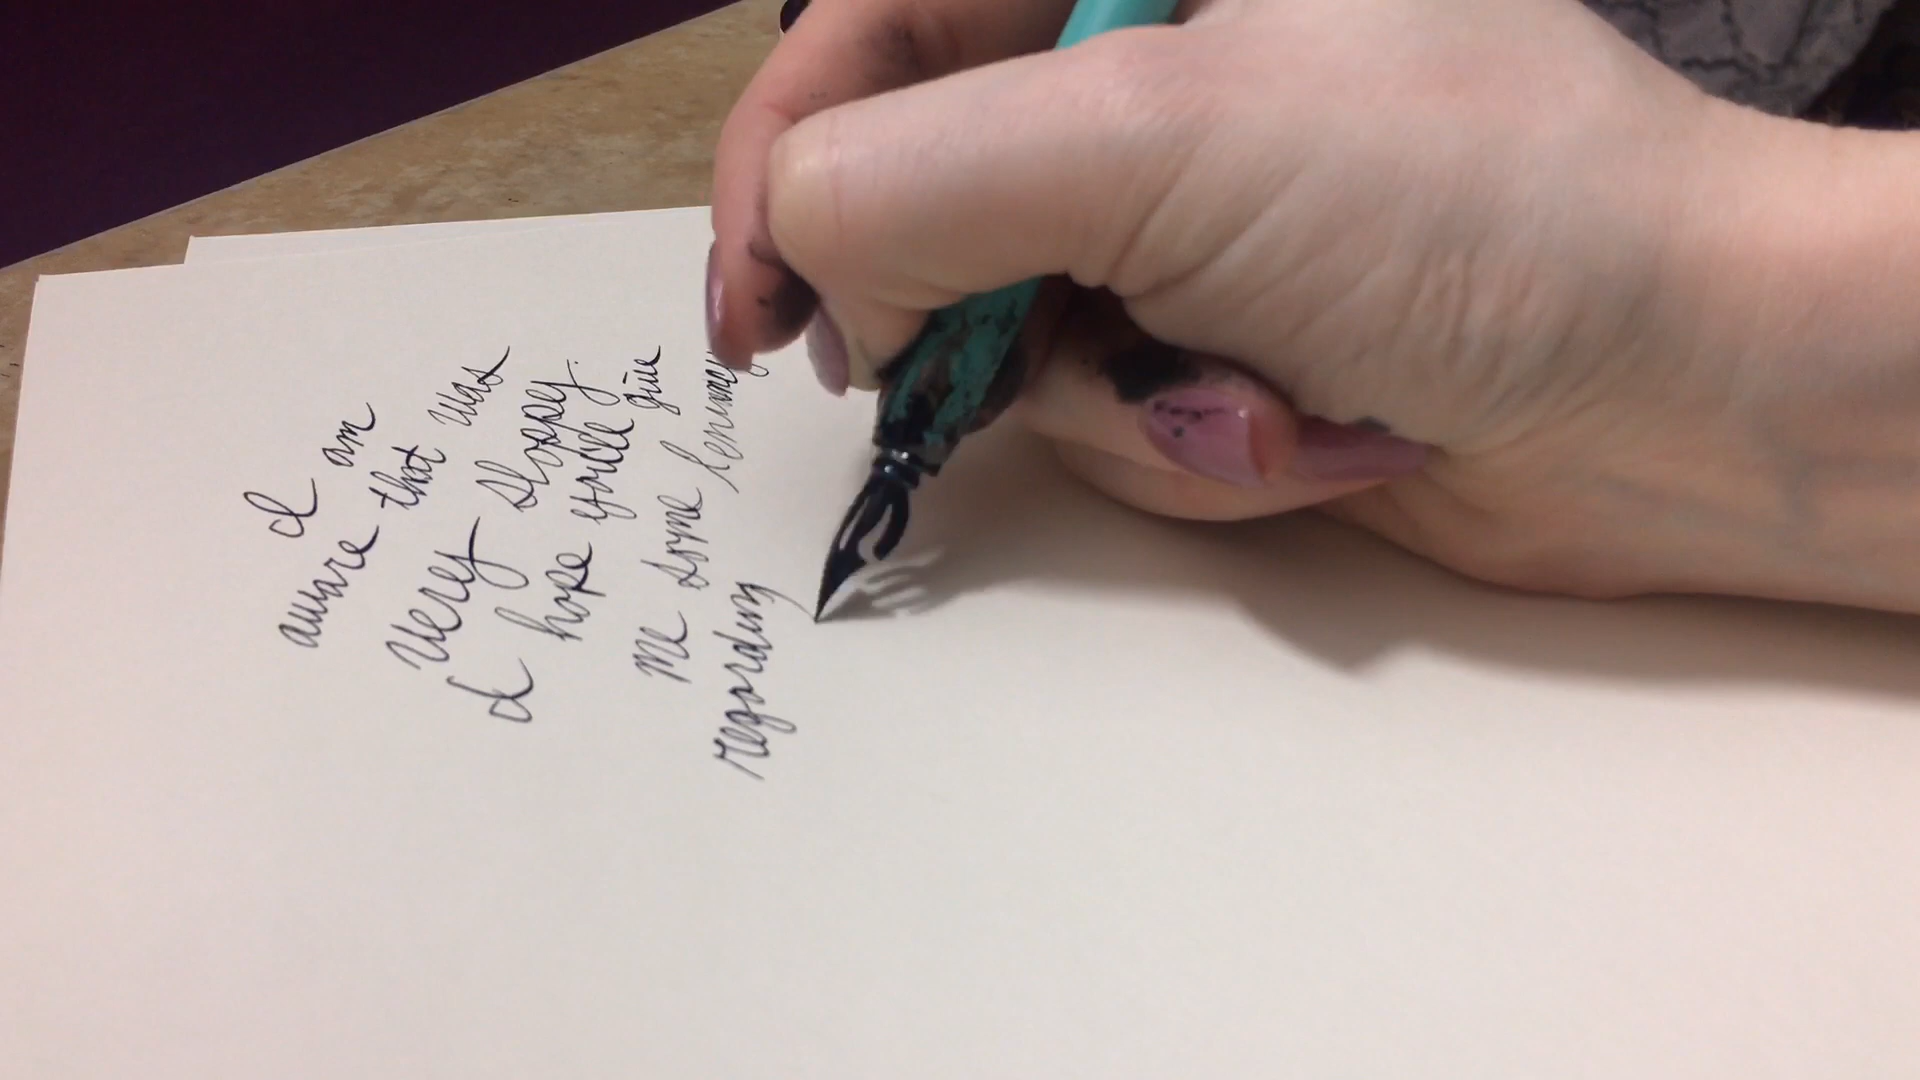 I am
aware that was
very sloppy.
I hope you'll give
me some
regarding